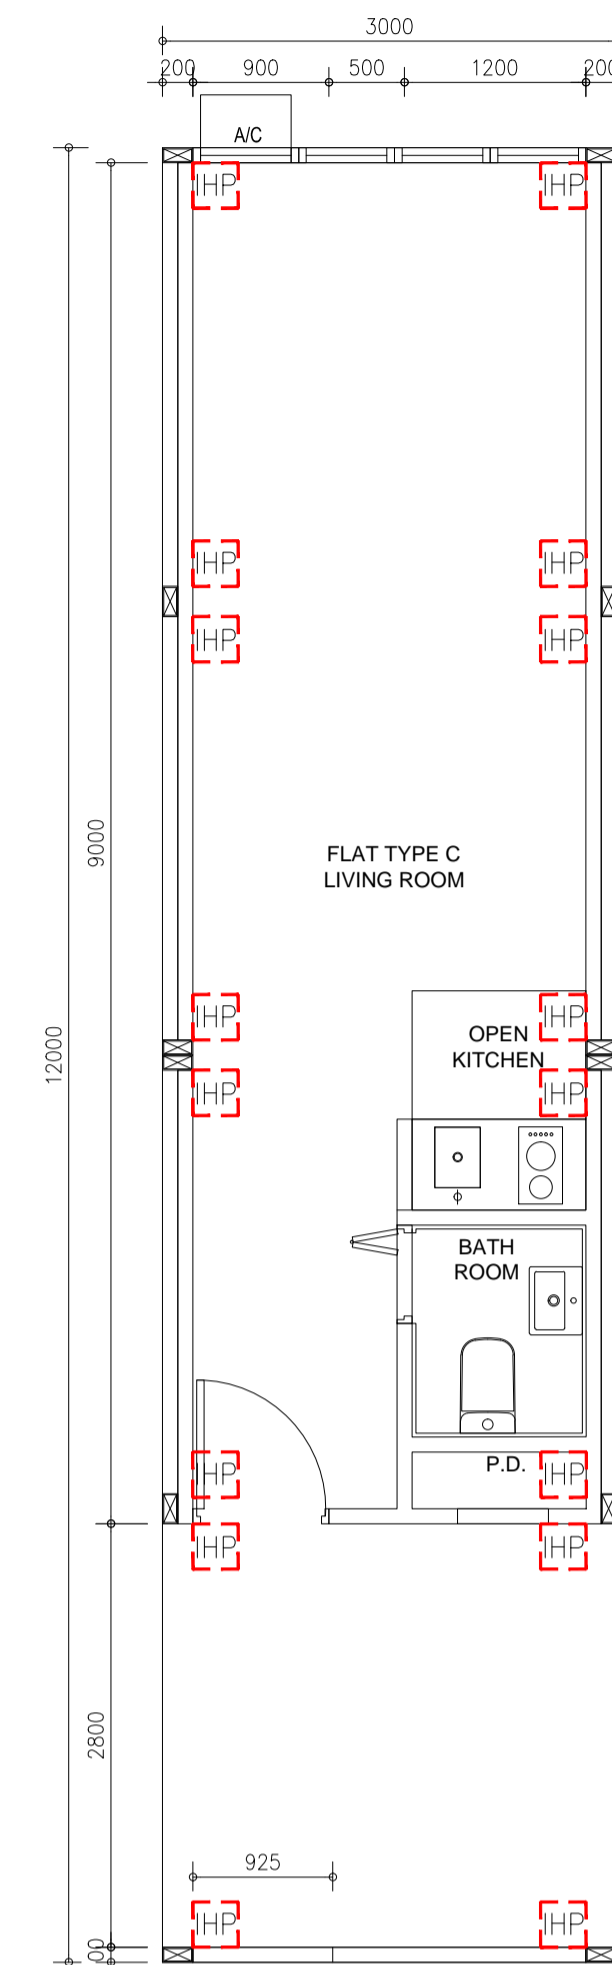 3000
200 900 500 1200 200
A/C
IHP IHP
IHP IHP
IHP IHP
9000
FLAT TYPE C
LIVING ROOM
12000
IHP IHP
OPEN
KITCHEN
IHP IHP
BATH
ROOM
P.D.
IHP IHP
IHP IHP
2800
925
IHP IHP